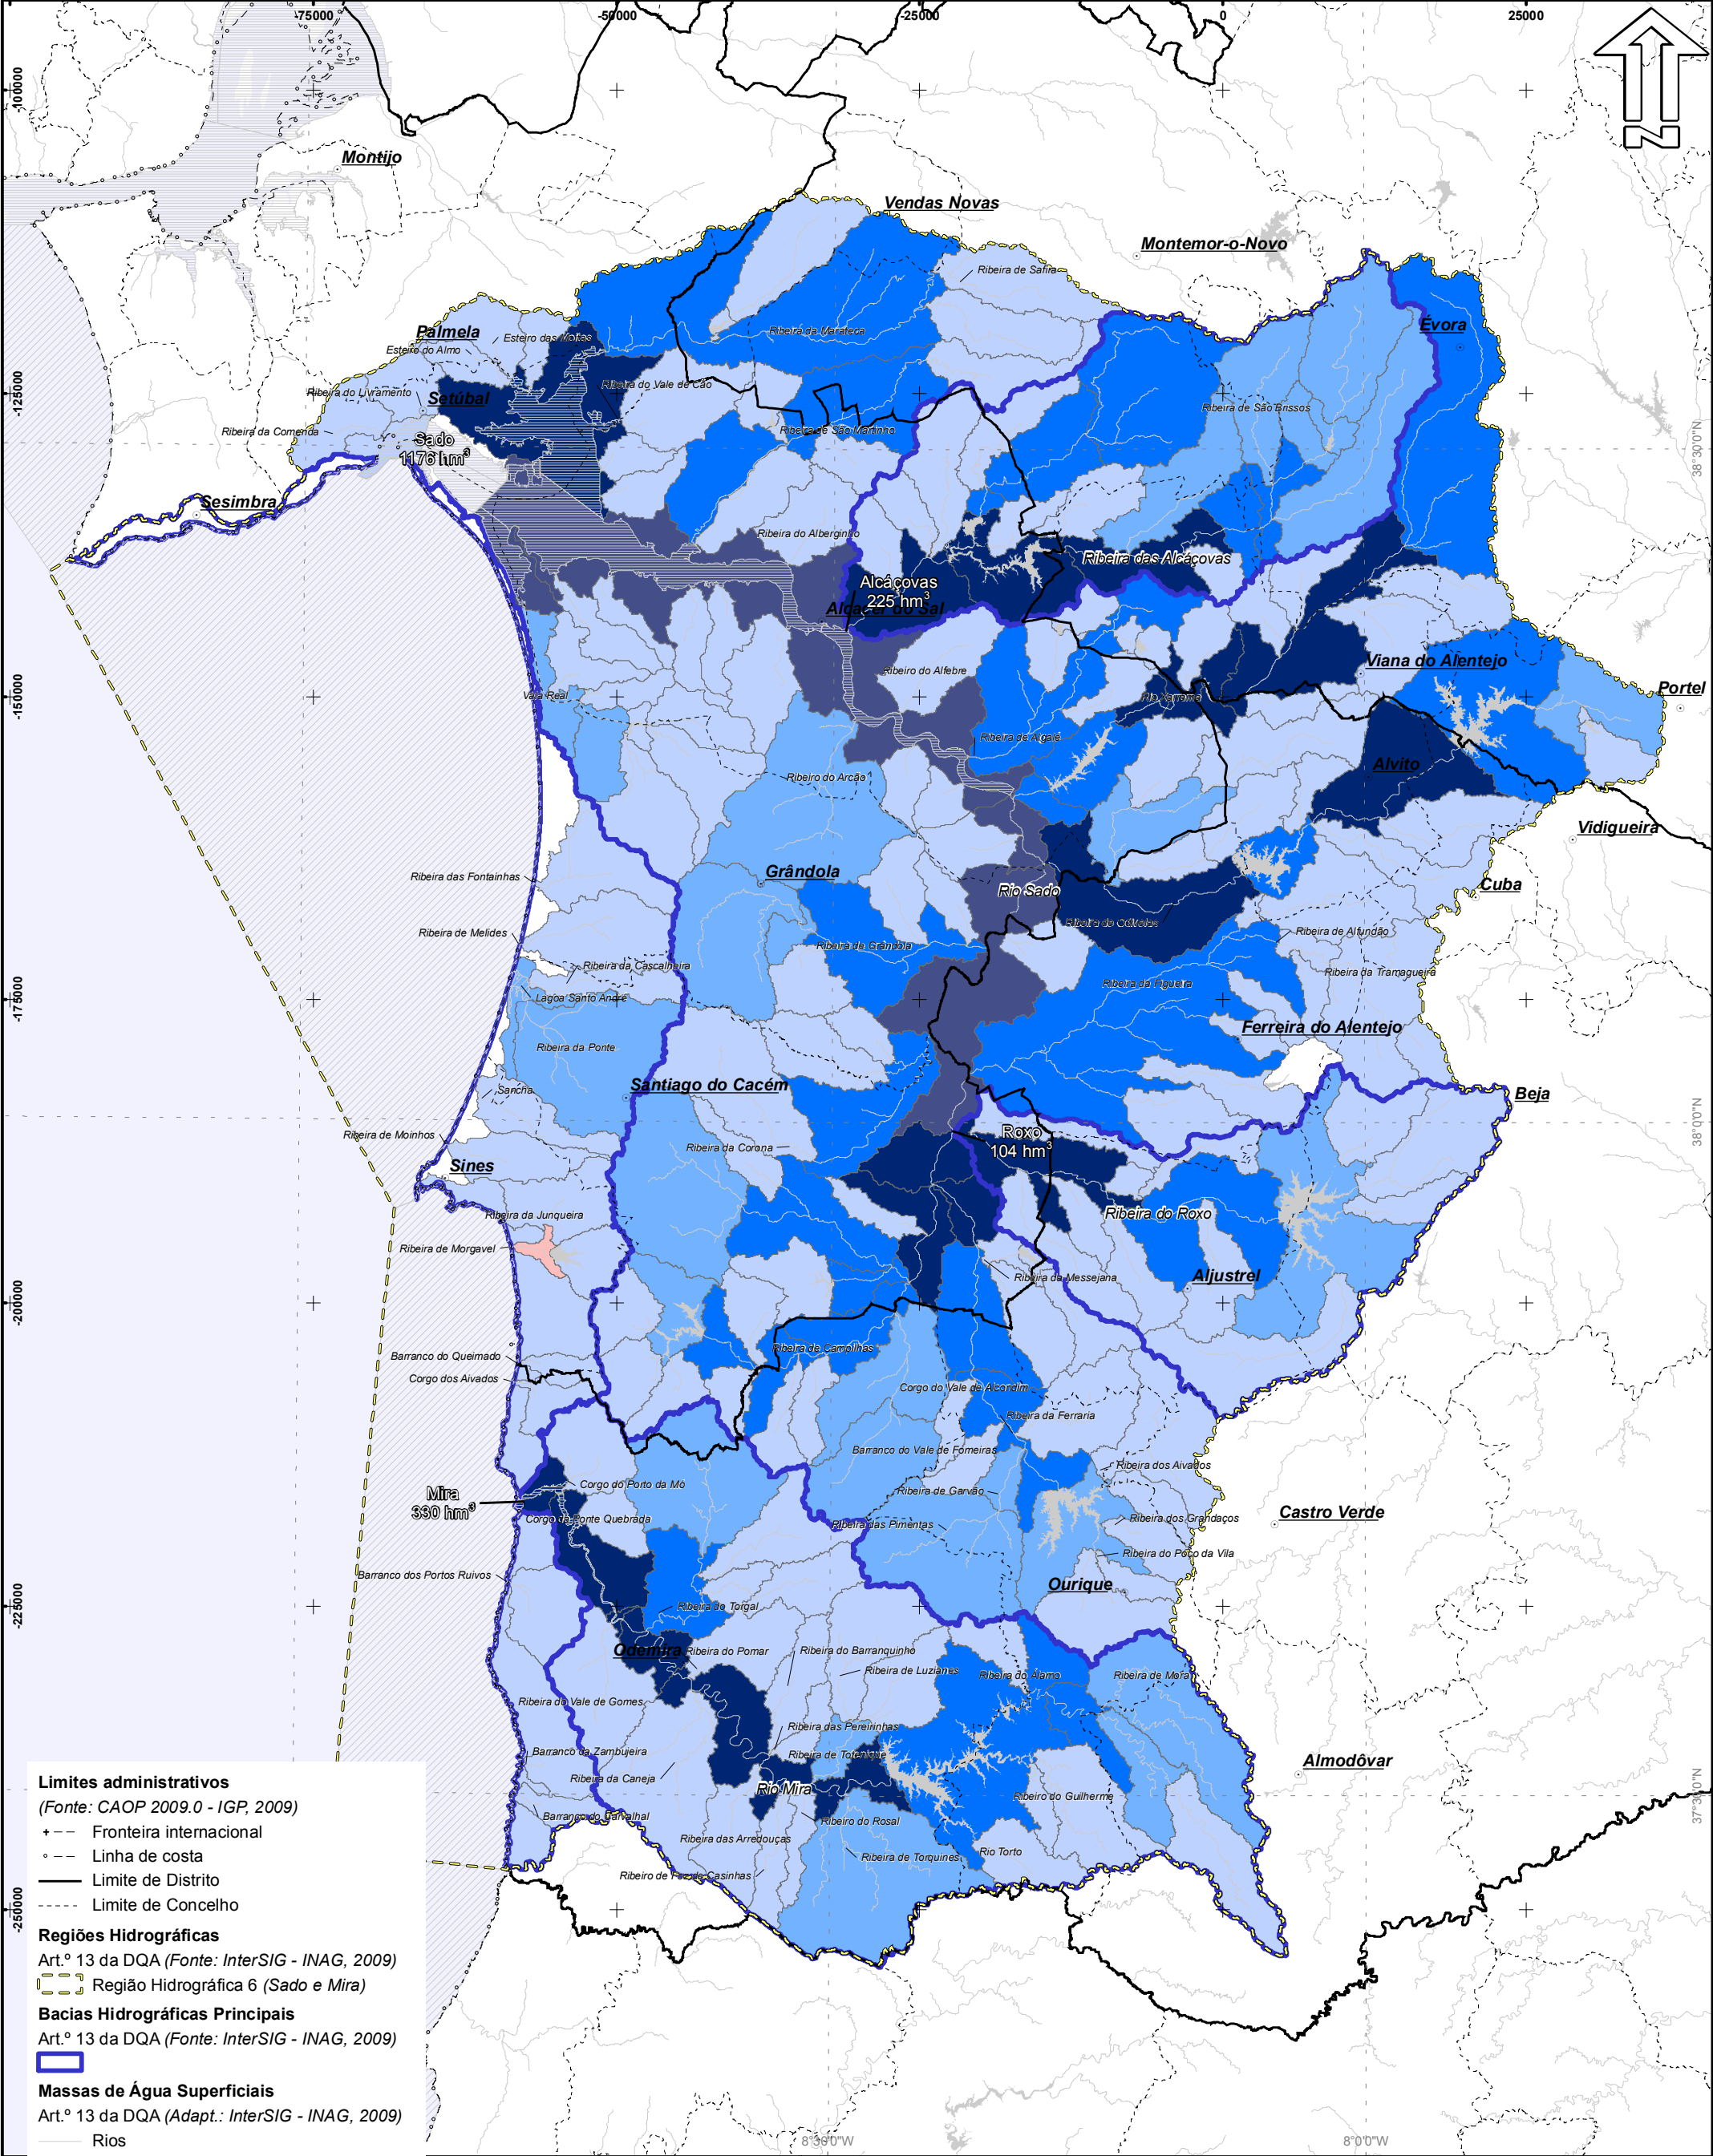 -75000
-50000
-25000
0
25000
-100000
-125000
-150000
-175000
-200000
-225000
-250000
38°30'0"N
38°0'0"N
37°30'0"N
8°30'0"W
8°0'0"W
N
Montijo
Vendas Novas
Montemor-o-Novo
Ribeira de Safira
Palmela
Évora
Ribeira da Marateca
Esteiro das Moitas
Esteiro do Almo
Ribeira do Vale de Cão
Ribeira do Livramento
Setúbal
Ribeira de São Brissos
Ribeira da Comenda
Ribeira de São Martinho
Sado
1176 hm³
Sesimbra
Ribeira do Alberginho
Ribeira das Alcáçovas
Alcáçovas
225 hm³
Alcácer do Sal
Viana do Alentejo
Ribeiro do Alfebre
Portel
Vala Real
Rio Xarrama
Ribeira de Algalé
Alvito
Ribeiro do Arcão
Vidigueira
Grândola
Ribeira das Fontainhas
Cuba
Rio Sado
Ribeira de Odivelas
Ribeira de Melides
Ribeira de Alfundão
Ribeira de Grândola
Ribeira da Cascalheira
Ribeira da Tramagueira
Lagoa Santo André
Ribeira da Figueira
Ferreira do Alentejo
Ribeira da Ponte
Santiago do Cacém
Sancha
Beja
Ribeira de Moinhos
Roxo
104 hm³
Ribeira da Corona
Sines
Ribeira da Junqueira
Ribeira do Roxo
Ribeira de Morgavel
Aljustrel
Ribeira da Messejana
Barranco do Queimado
Ribeira de Campilhas
Corgo dos Aivados
Corgo do Vale de Alcondim
Ribeira da Ferraria
Barranco do Vale de Fomeiras
Ribeira dos Aivados
Corgo do Porto da Mó
Ribeira de Garvão
Mira
330 hm³
Castro Verde
Corgo da Ponte Quebrada
Ribeira das Pimentas
Ribeira dos Grandaços
Ribeira do Poço da Vila
Barranco dos Portos Ruivos
Ourique
Ribeira do Torgal
Odemira
Ribeira do Pomar
Ribeira do Barranquinho
Ribeira de Luzianes
Ribeira do Alamo
Ribeira de Mora
Ribeira do Vale de Gomes
Ribeira das Pereirinhas
Barranco da Zambujeira
Ribeira de Totenique
Almodôvar
Ribeira da Caneja
Rio Mira
Ribeiro do Guilherme
Barranco do Carvalhal
Ribeiro do Rosal
Ribeira das Arredouças
Ribeira de Torquines
Rio Torto
Ribeiro de Foz de Casinhas
Limites administrativos
(Fonte: CAOP 2009.0 - IGP, 2009)
Fronteira internacional
Linha de costa
Limite de Distrito
Limite de Concelho
Regiões Hidrográficas
Art.º 13 da DQA (Fonte: InterSIG - INAG, 2009)
Região Hidrográfica 6 (Sado e Mira)
Bacias Hidrográficas Principais
Art.º 13 da DQA (Fonte: InterSIG - INAG, 2009)
Massas de Água Superficiais
Art.º 13 da DQA (Adapt.: InterSIG - INAG, 2009)
Rios